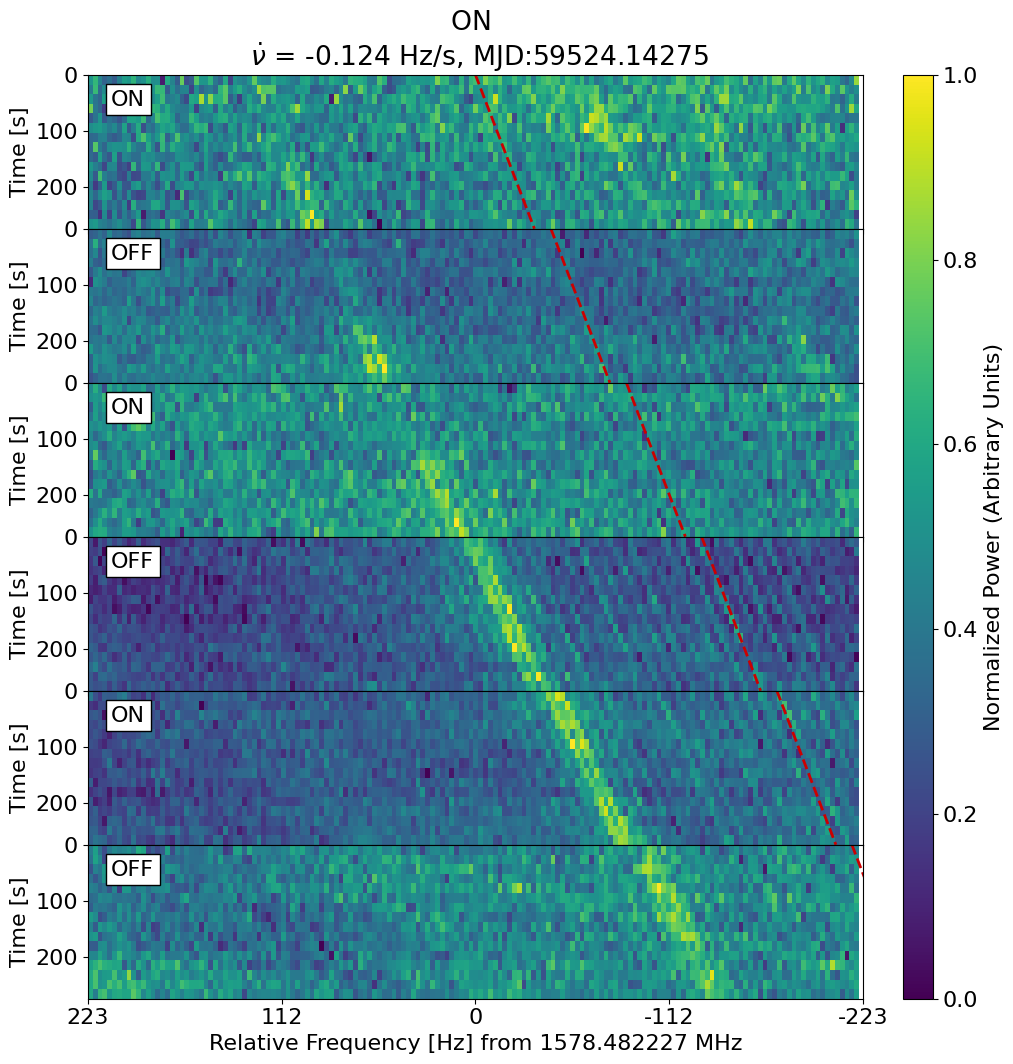 ON
ν̇ = -0.124 Hz/s, MJD:59524.14275
0
100
200
Time [s]
ON
0
100
200
Time [s]
OFF
0
100
200
Time [s]
ON
0
100
200
Time [s]
OFF
0
100
200
Time [s]
ON
0
100
200
Time [s]
OFF
223
112
0
-112
-223
Relative Frequency [Hz] from 1578.482227 MHz
1.0
0.8
0.6
0.4
0.2
0.0
Normalized Power (Arbitrary Units)